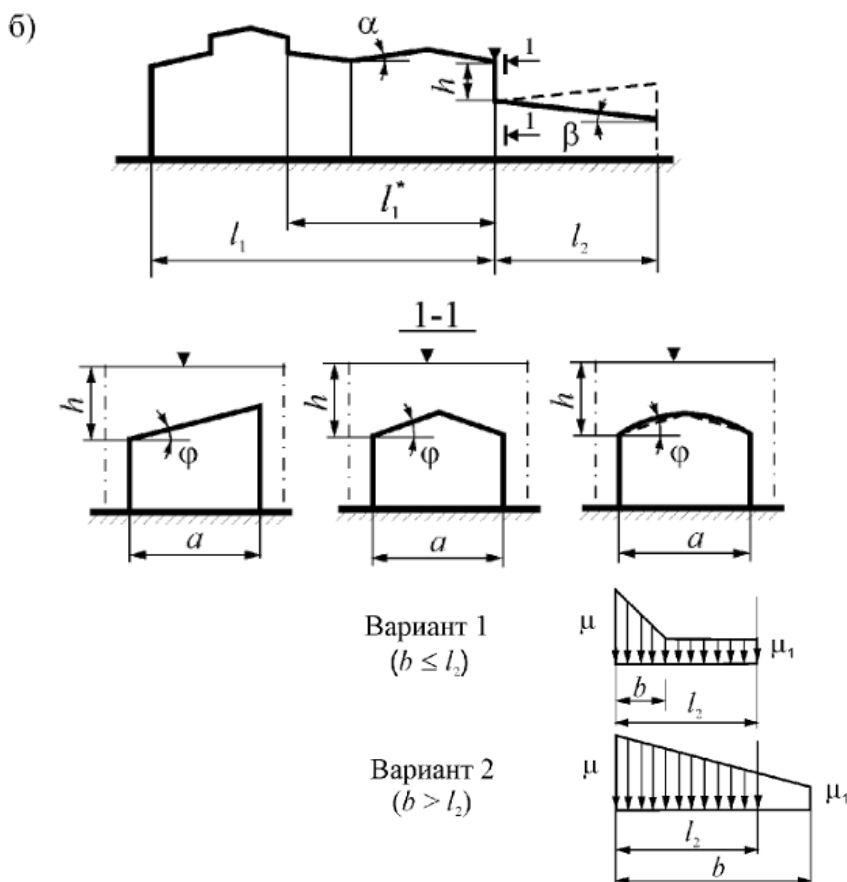 б)
α
1
h
1
β
l₁*
l₁
l₂
1-1
h
φ
a
h
φ
a
h
φ
a
Вариант 1
(b ≤ l₂)
μ
μ₁
b
l₂
Вариант 2
(b > l₂)
μ
μ₁
l₂
b